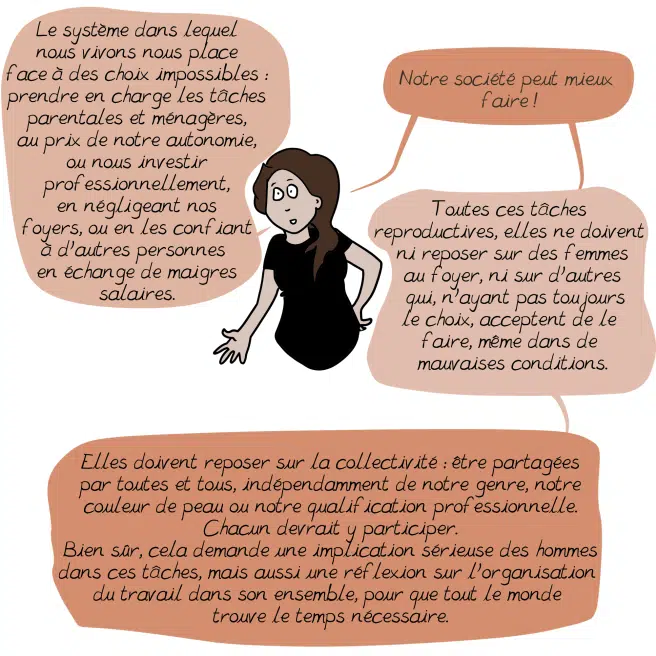 Le système dans lequel
nous vivons nous place
face à des choix impossibles :
prendre en charge les tâches
parentales et ménagères,
au prix de notre autonomie,
ou nous investir
professionnellement,
en négligeant nos
foyers, ou en les confiant
à d'autres personnes
en échange de maigres
salaires.
Notre société peut mieux
faire !
Toutes ces tâches
reproductives, elles ne doivent
ni reposer sur des femmes
au foyer, ni sur d'autres
qui, n'ayant pas toujours
le choix, acceptent de le
faire, même dans de
mauvaises conditions.
Elles doivent reposer sur la collectivité : être partagées
par toutes et tous, indépendamment de notre genre, notre
couleur de peau ou notre qualification professionnelle.
Chacun devrait y participer.
Bien sûr, cela demande une implication sérieuse des hommes
dans ces tâches, mais aussi une réflexion sur l'organisation
du travail dans son ensemble, pour que tout le monde
trouve le temps nécessaire.